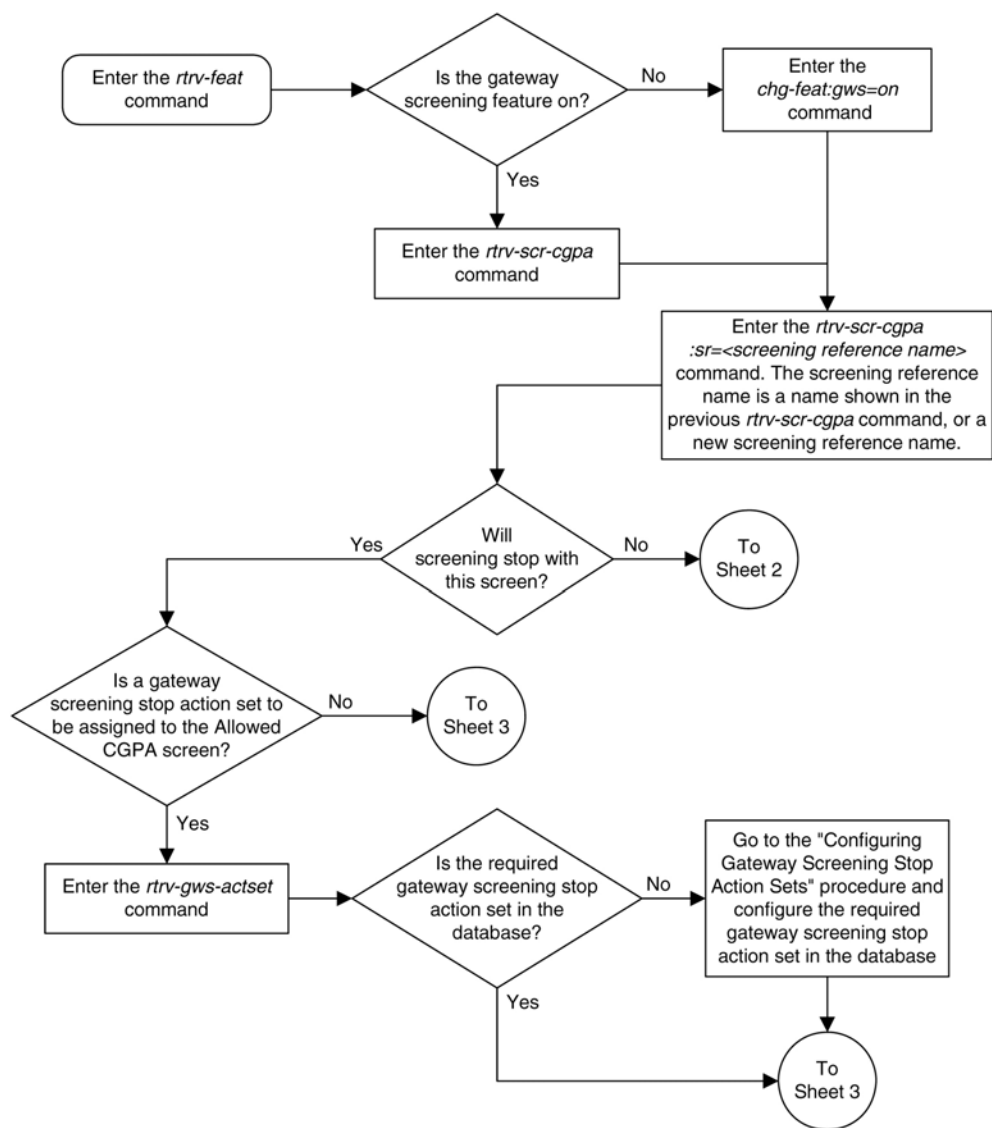 Enter the rtrv-feat
command
Is the gateway
screening feature on?
No
Enter the
chg-feat:gws=on
command
Yes
Enter the rtrv-scr-cgpa
command
Enter the rtrv-scr-cgpa
:sr=<screening reference name>
command. The screening reference
name is a name shown in the
previous rtrv-scr-cgpa command, or a
new screening reference name.
Will
screening stop with
this screen?
Yes
No
To
Sheet 2
Is a gateway
screening stop action set to
be assigned to the Allowed
CGPA screen?
No
To
Sheet 3
Yes
Enter the rtrv-gws-actset
command
Is the required
gateway screening stop
action set in the
database?
No
Go to the "Configuring
Gateway Screening Stop
Action Sets" procedure and
configure the required
gateway screening stop
action set in the database
Yes
To
Sheet 3